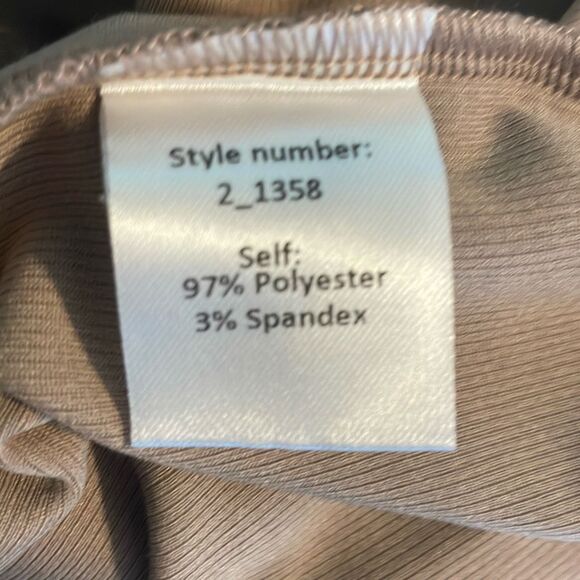 Style number:
2_1358
Self:
97% Polyester
3% Spandex